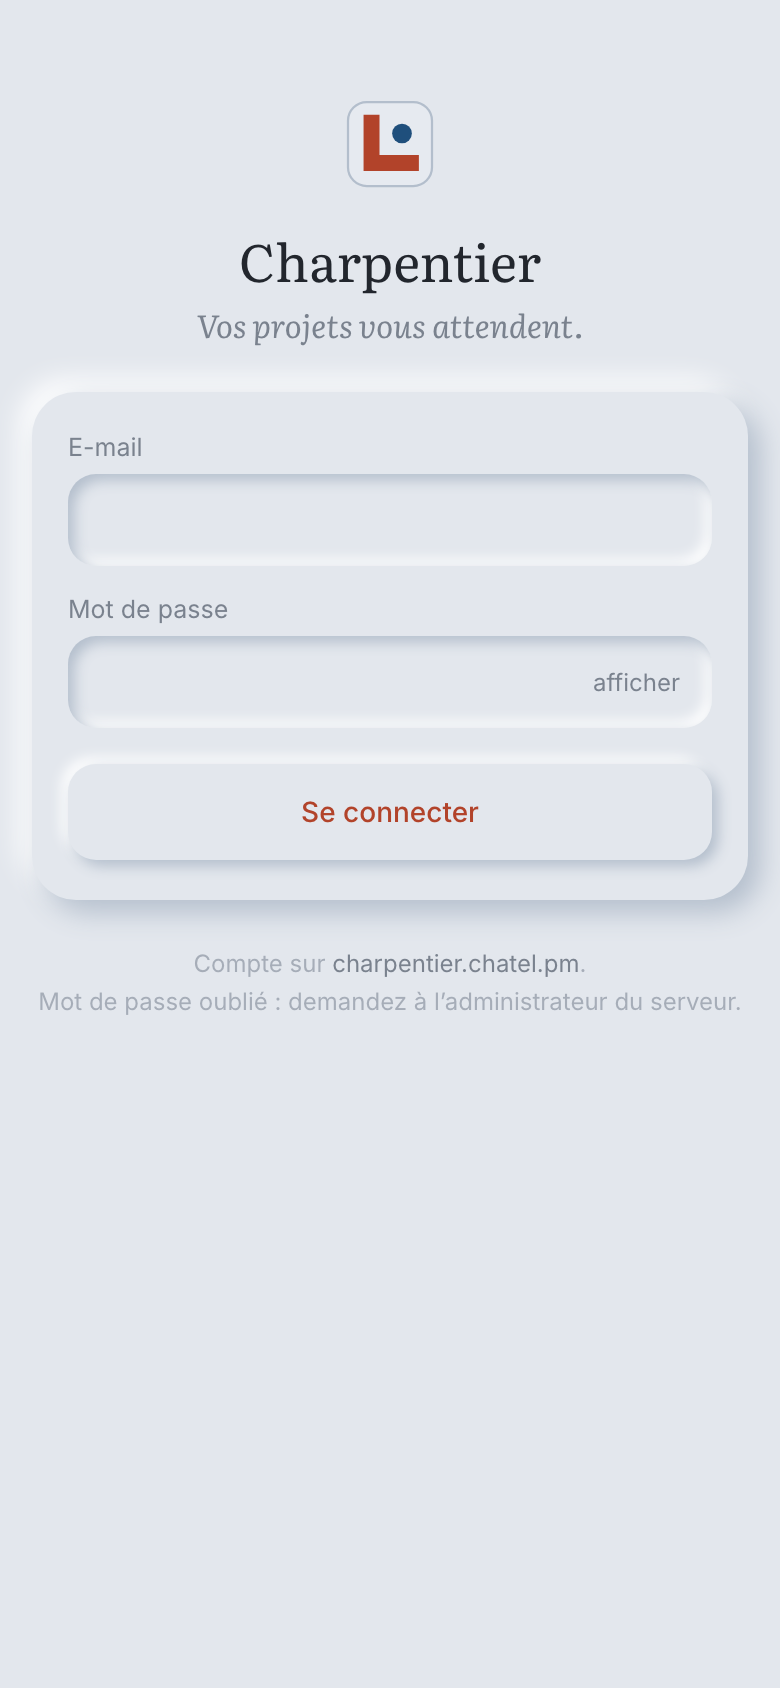 Charpentier
Vos projets vous attendent.
E-mail
Mot de passe
afficher
Se connecter
Compte sur charpentier.chatel.pm.
Mot de passe oublié : demandez à l’administrateur du serveur.